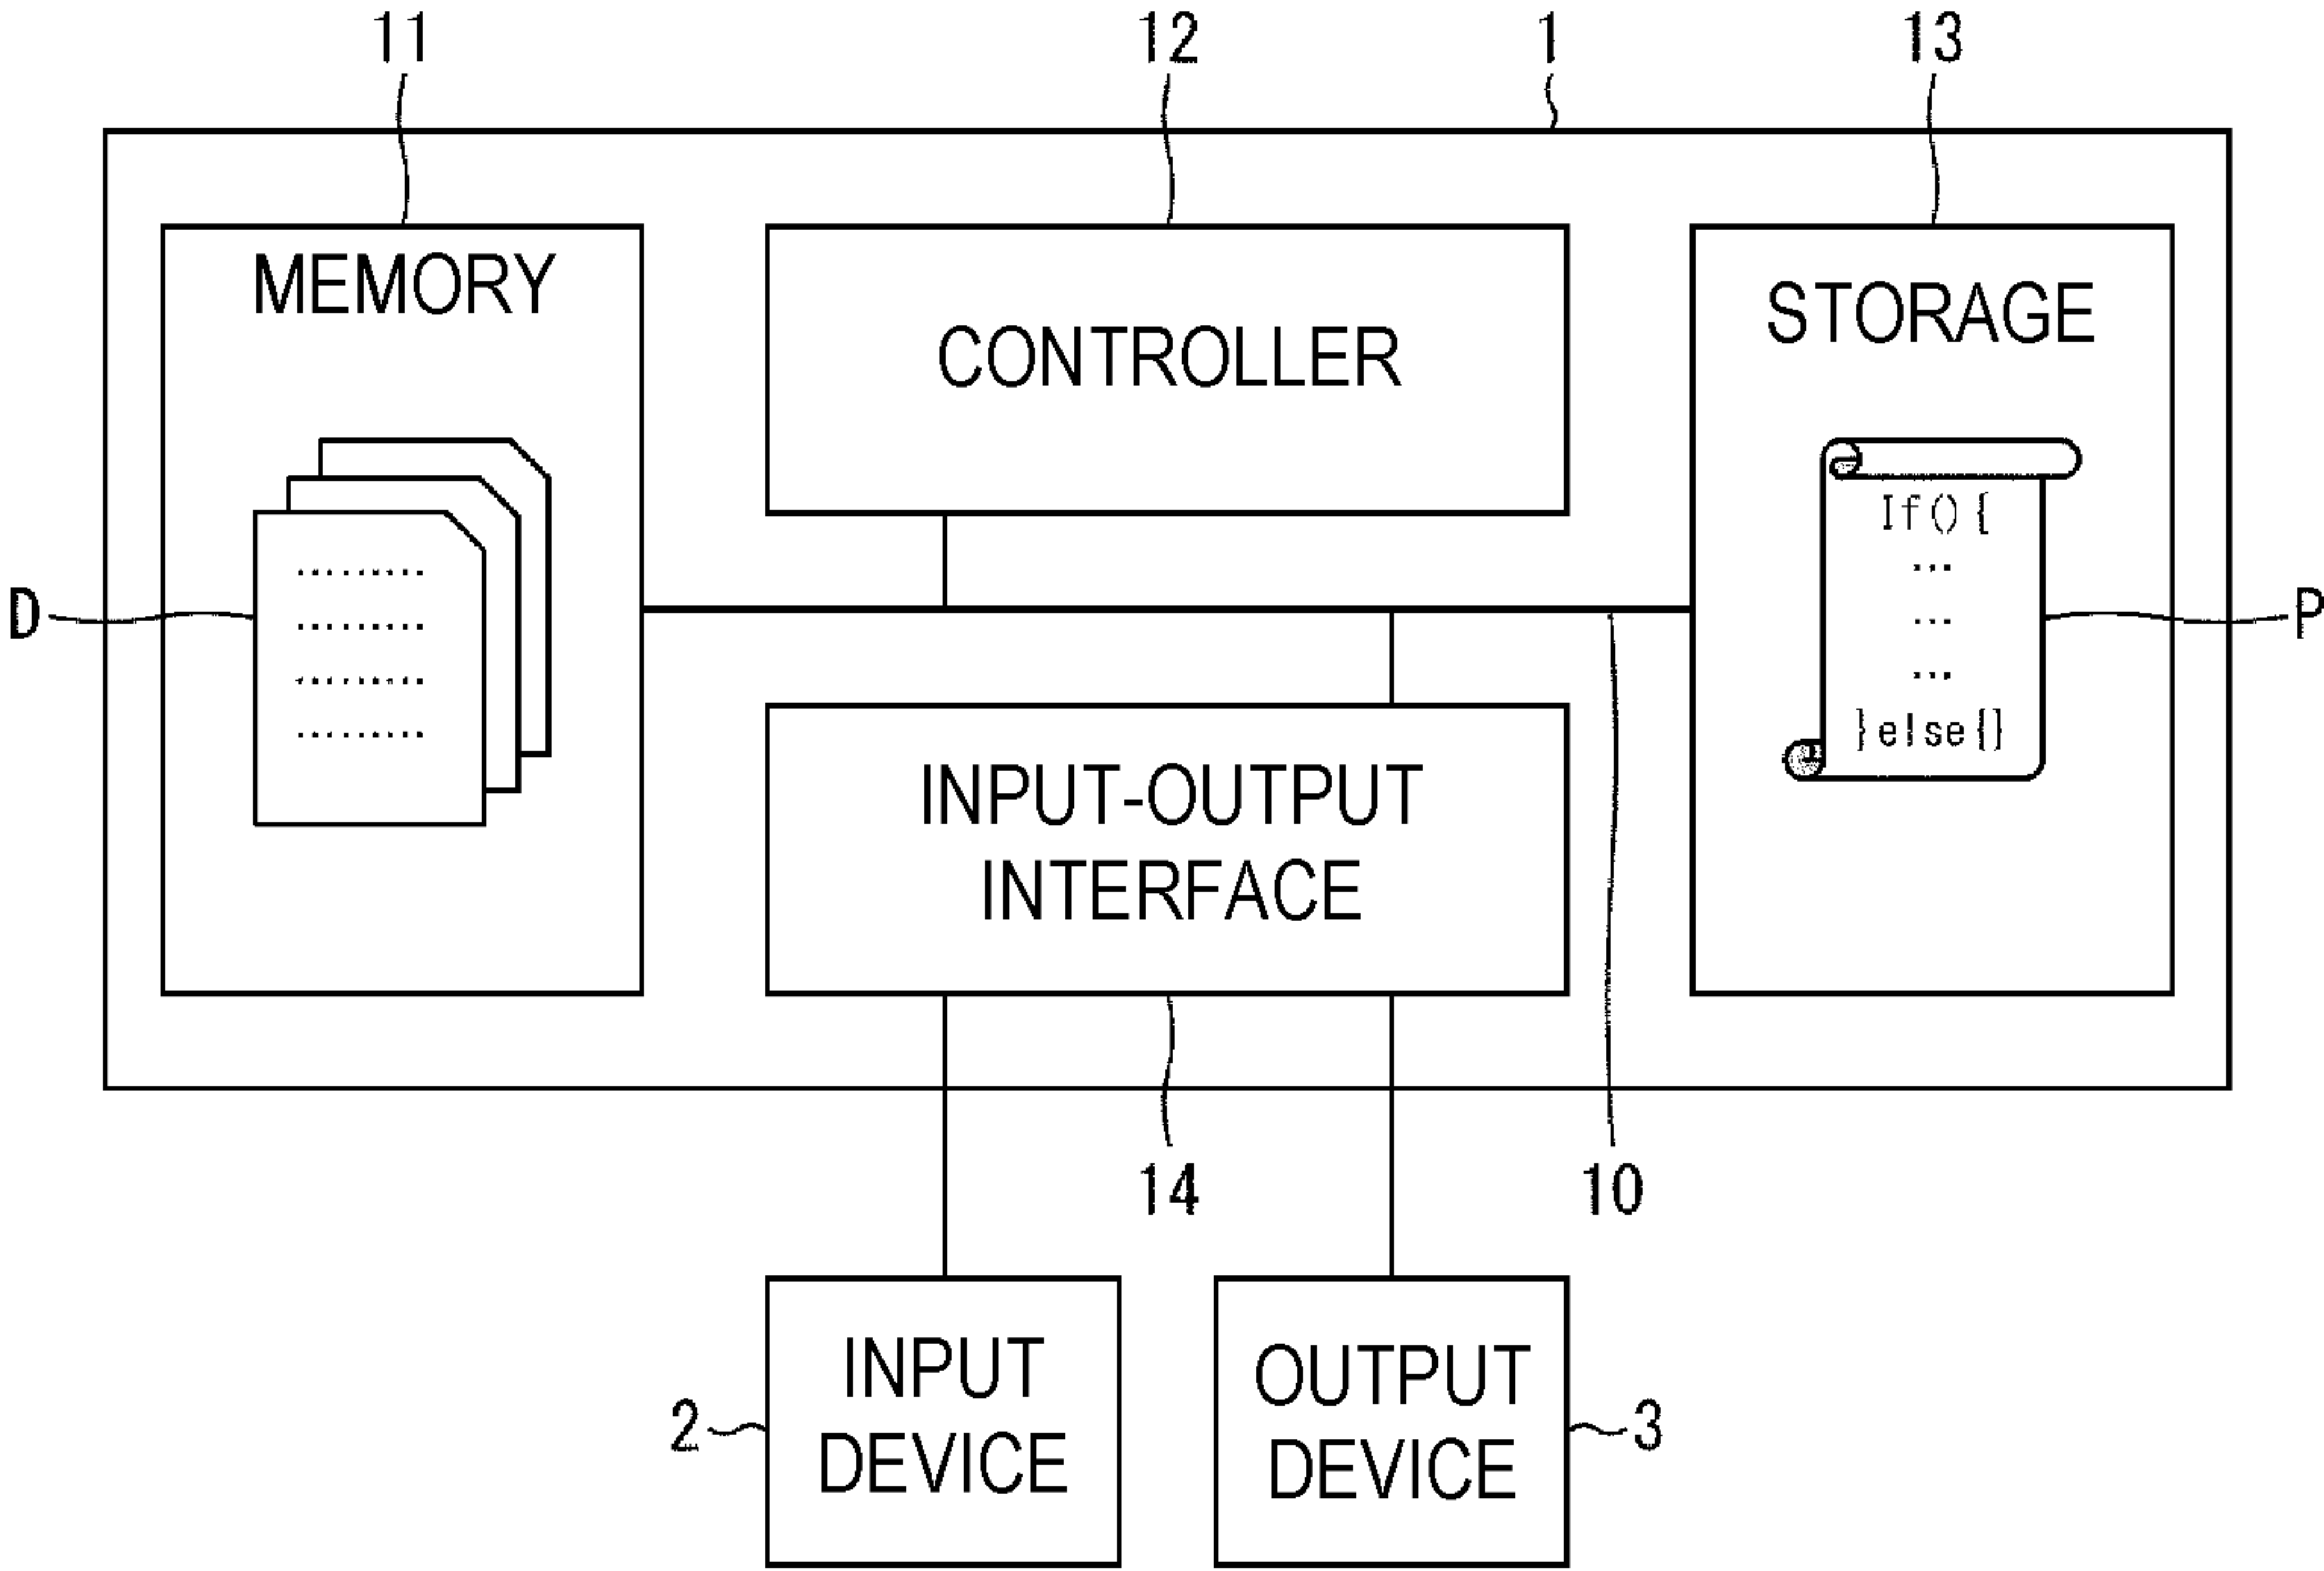 11
12
1
13
MEMORY
CONTROLLER
STORAGE
If(){
...
...
...
}else{}
D
P
INPUT-OUTPUT
INTERFACE
14
10
INPUT
DEVICE
2
OUTPUT
DEVICE
3